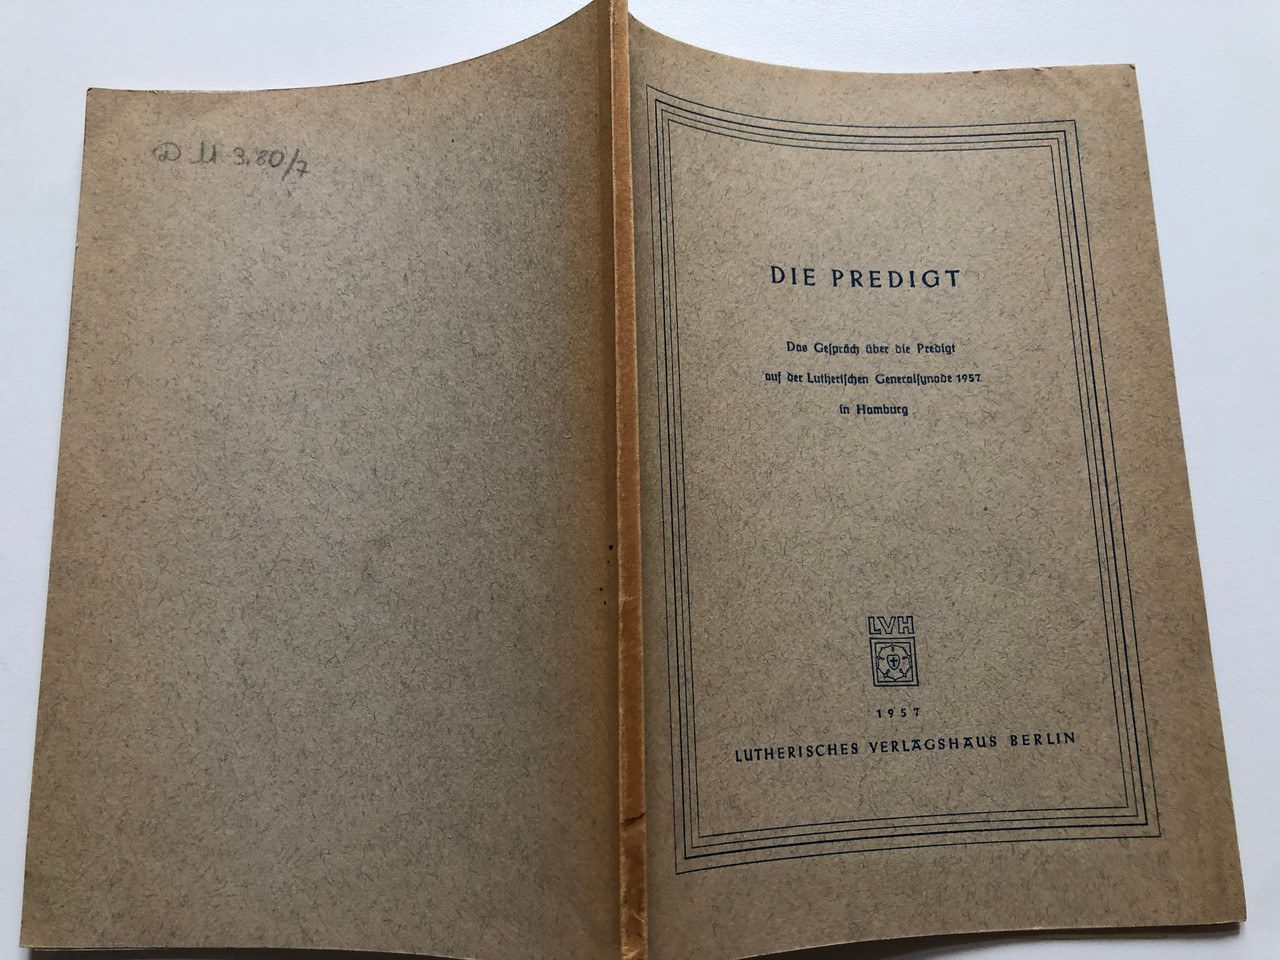 D M 3.80/7
DIE PREDIGT
Das Geſpräch über die Predigt
auf der Lutheriſchen Generalſynode 1957
in Hamburg
LVH
1957
LUTHERISCHES VERLAGSHAUS BERLIN